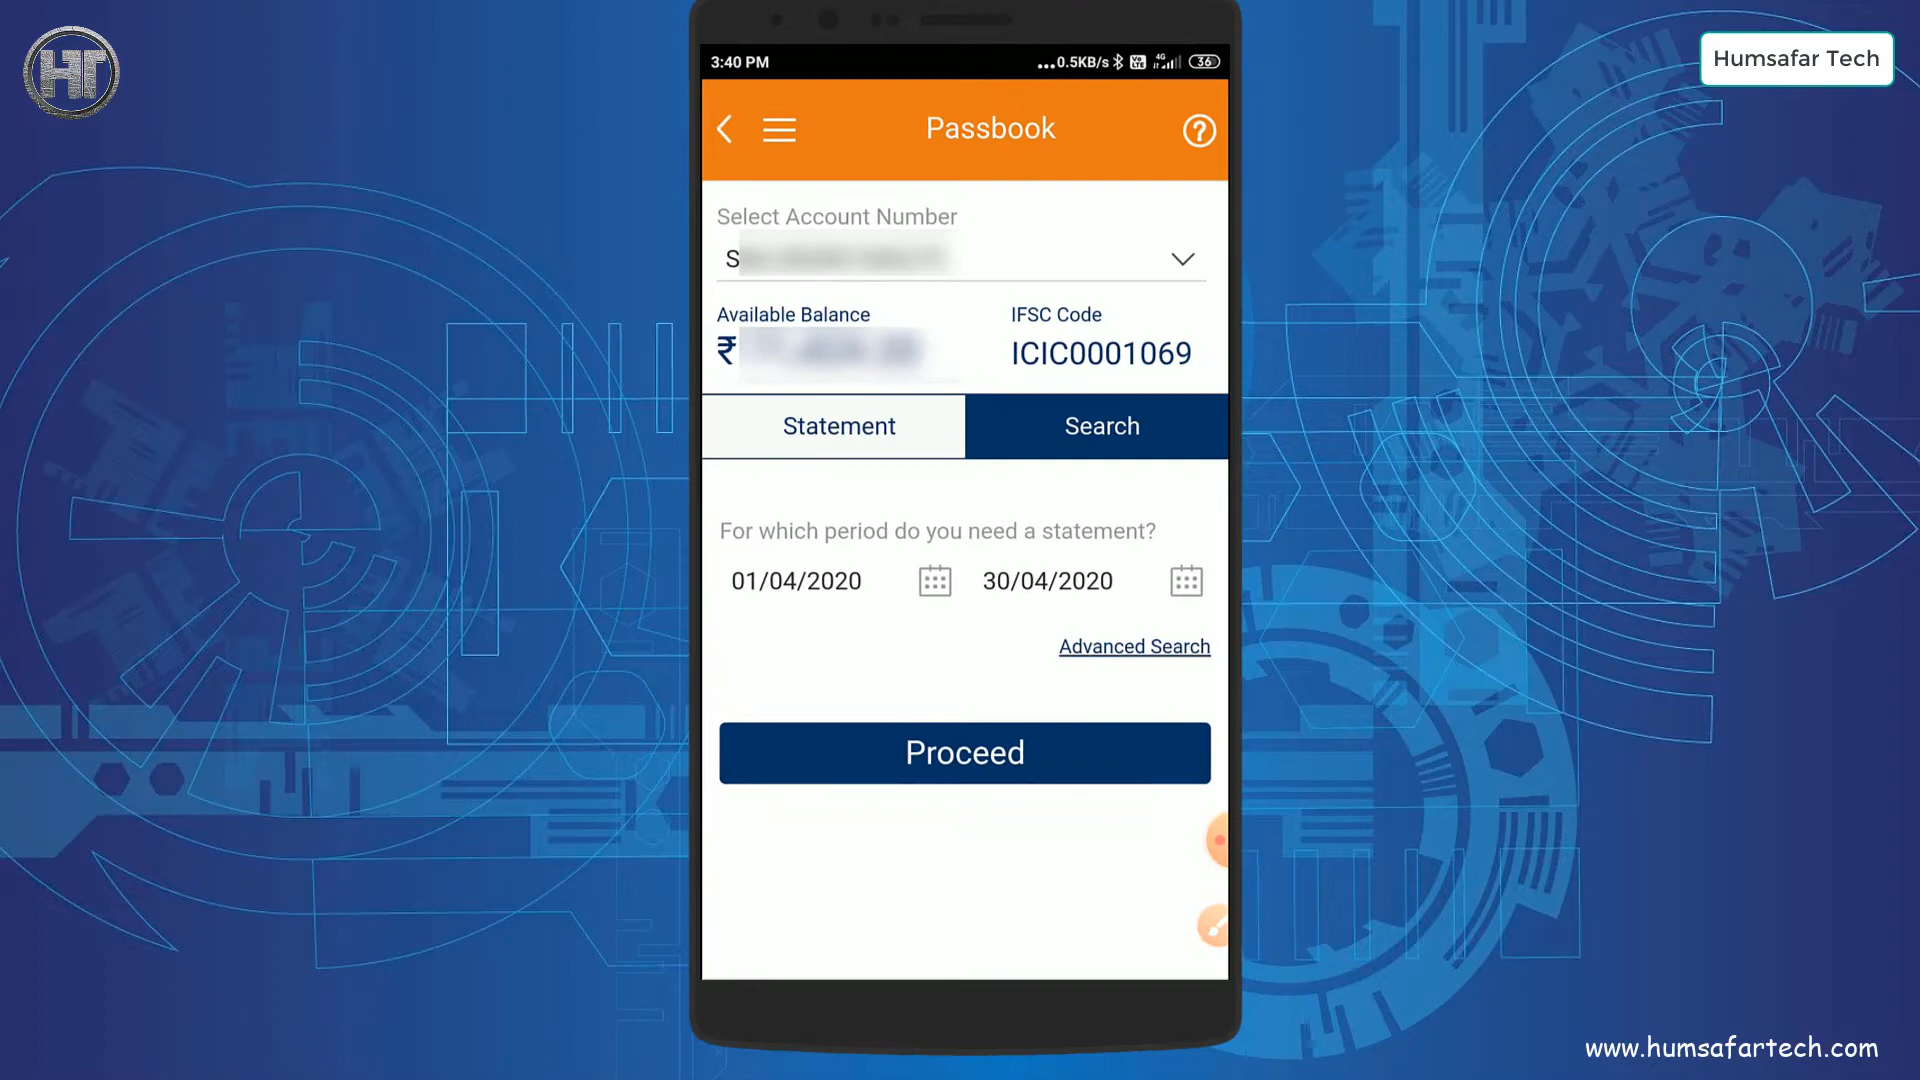 HT
Humsafar Tech
3:40 PM
...0.5KB/s 4G 36
Passbook
Select Account Number
S
Available Balance
IFSC Code
₹
ICIC0001069
Statement
Search
For which period do you need a statement?
01/04/2020
30/04/2020
Advanced Search
Proceed
www.humsafartech.com